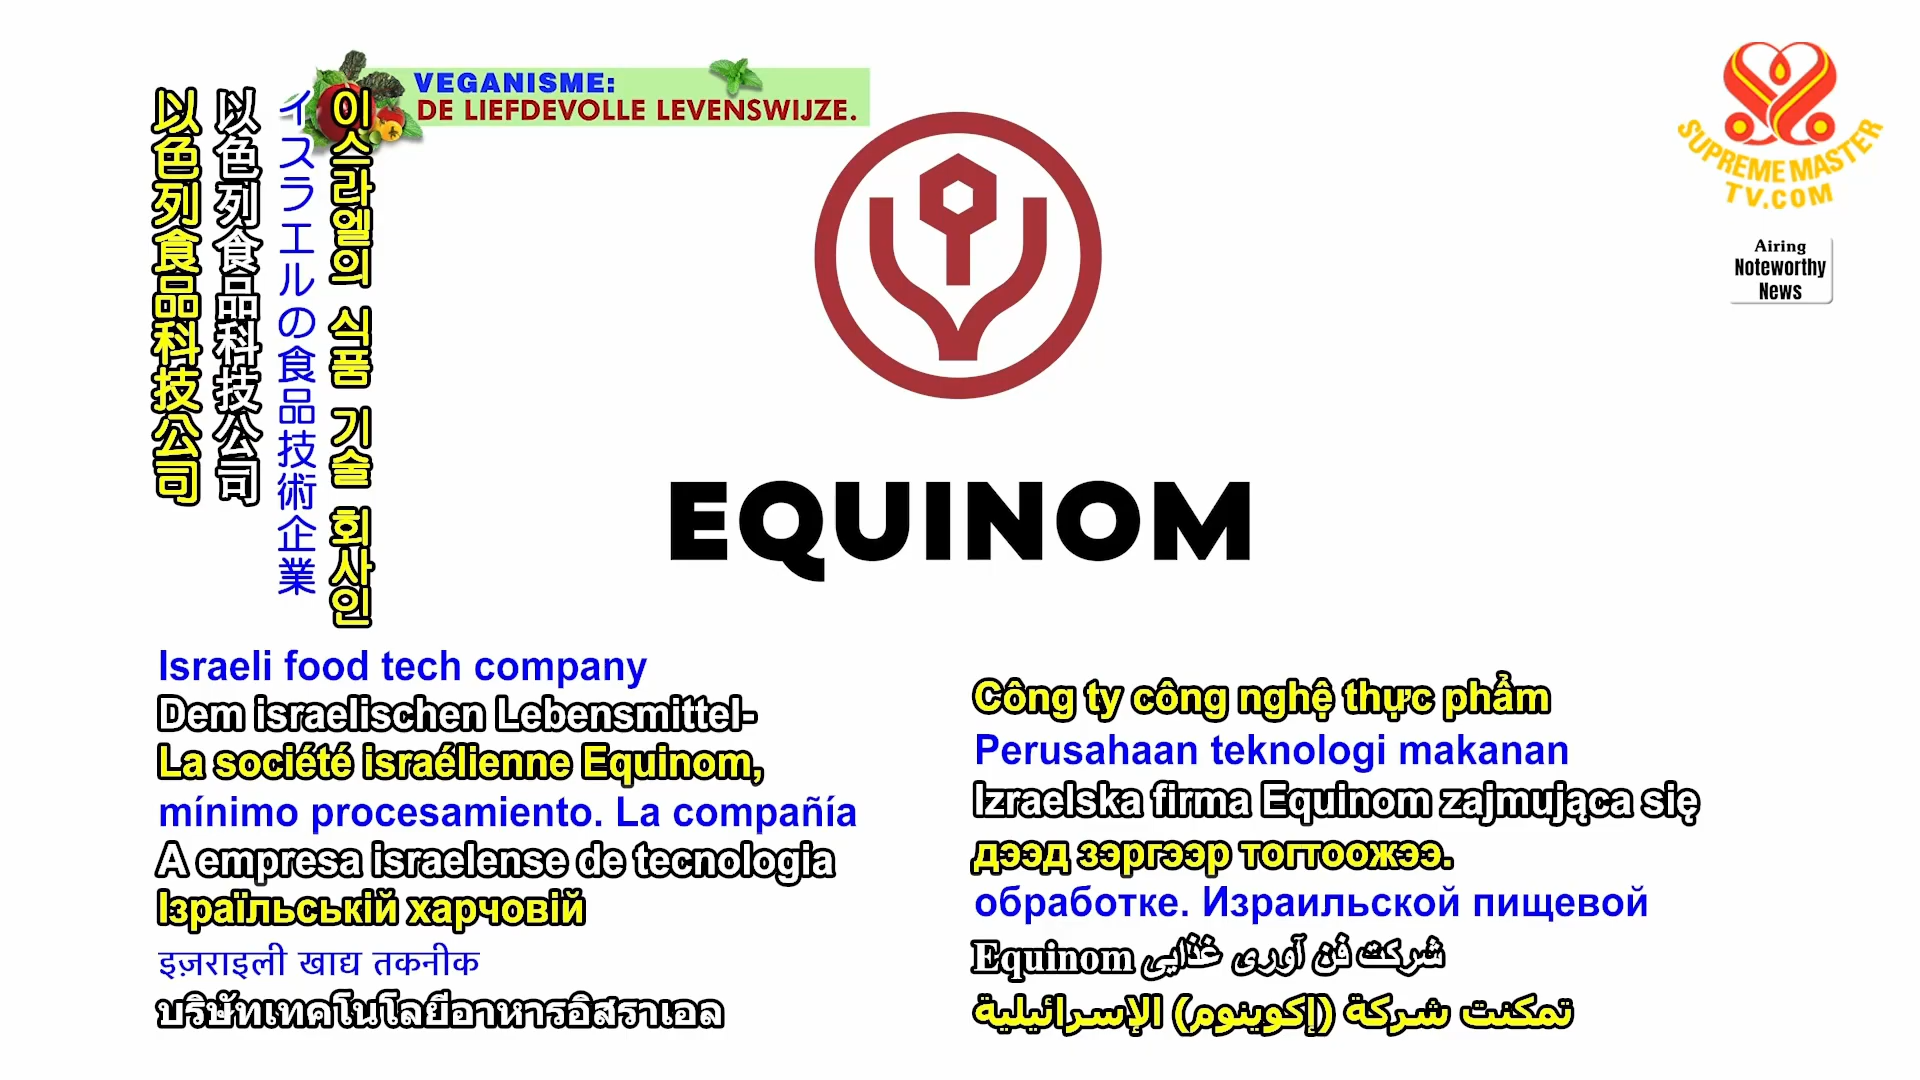 VEGANISME:
DE LIEFDEVOLLE LEVENSWIJZE.
SUPREME MASTER
TV.COM
Airing
Noteworthy
News
以色列食品科技公司
以色列食品科技公司
イスラエルの食品技術企業
이스라엘의 식품 기술 회사인
EQUINOM
Israeli food tech company
Dem israelischen Lebensmittel-
La société israélienne Equinom,
mínimo procesamiento. La compañía
A empresa israelense de tecnologia
Ізраїльській харчовій
इज़राइली खाद्य तकनीक
บริษัทเทคโนโลยีอาหารอิสราเอล
Công ty công nghệ thực phẩm
Perusahaan teknologi makanan
Izraelska firma Equinom zajmująca się
дээд зэргээр тогтоожээ.
обработке. Израильской пищевой
شرکت فن آوری غذایی Equinom
تمكنت شركة (إكوينوم) الإسرائيلية